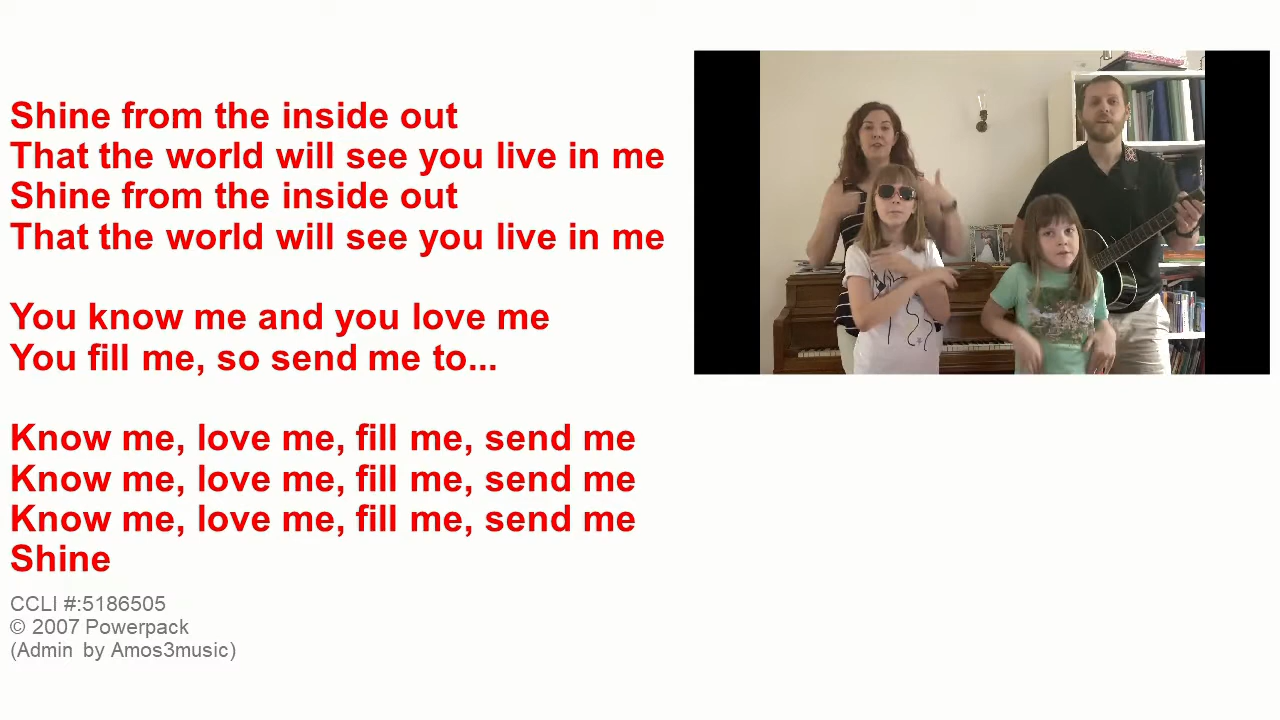 Shine from the inside out
That the world will see you live in me
Shine from the inside out
That the world will see you live in me
You know me and you love me
You fill me, so send me to...
Know me, love me, fill me, send me
Know me, love me, fill me, send me
Know me, love me, fill me, send me
Shine
CCLI #:5186505
© 2007 Powerpack
(Admin by Amos3music)